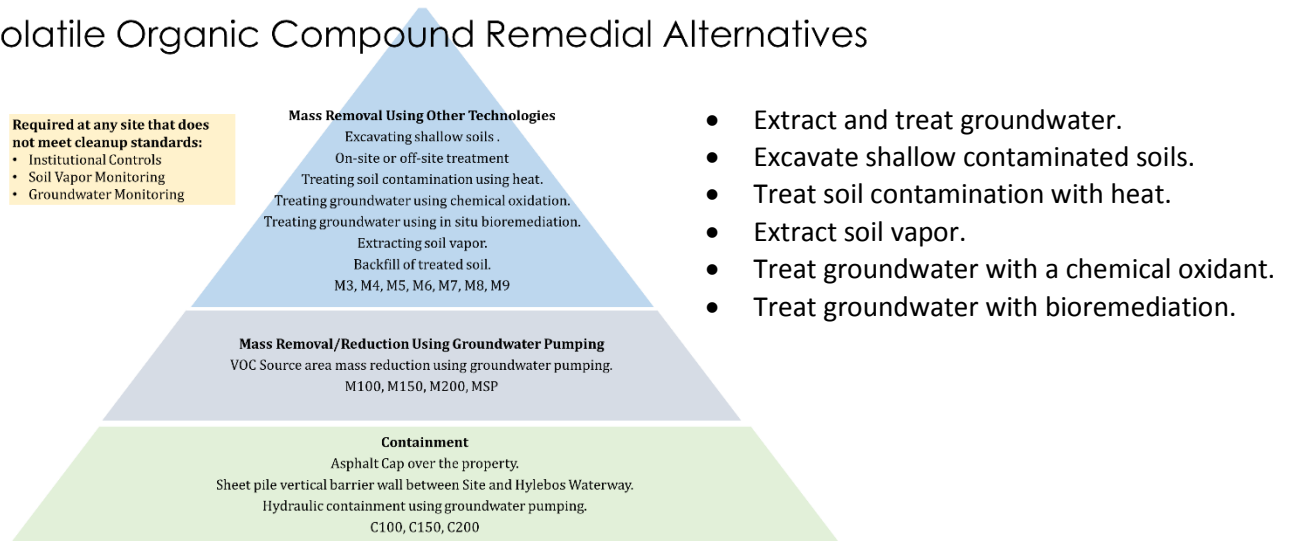 olatile Organic Compound Remedial Alternatives
Required at any site that does
not meet cleanup standards:
• Institutional Controls
• Soil Vapor Monitoring
• Groundwater Monitoring
Mass Removal Using Other Technologies
Excavating shallow soils .
On-site or off-site treatment
Treating soil contamination using heat.
Treating groundwater using chemical oxidation.
Treating groundwater using in situ bioremediation.
Extracting soil vapor.
Backfill of treated soil.
M3, M4, M5, M6, M7, M8, M9
Mass Removal/Reduction Using Groundwater Pumping
VOC Source area mass reduction using groundwater pumping.
M100, M150, M200, MSP
Containment
Asphalt Cap over the property.
Sheet pile vertical barrier wall between Site and Hylebos Waterway.
Hydraulic containment using groundwater pumping.
C100, C150, C200
• Extract and treat groundwater.
• Excavate shallow contaminated soils.
• Treat soil contamination with heat.
• Extract soil vapor.
• Treat groundwater with a chemical oxidant.
• Treat groundwater with bioremediation.